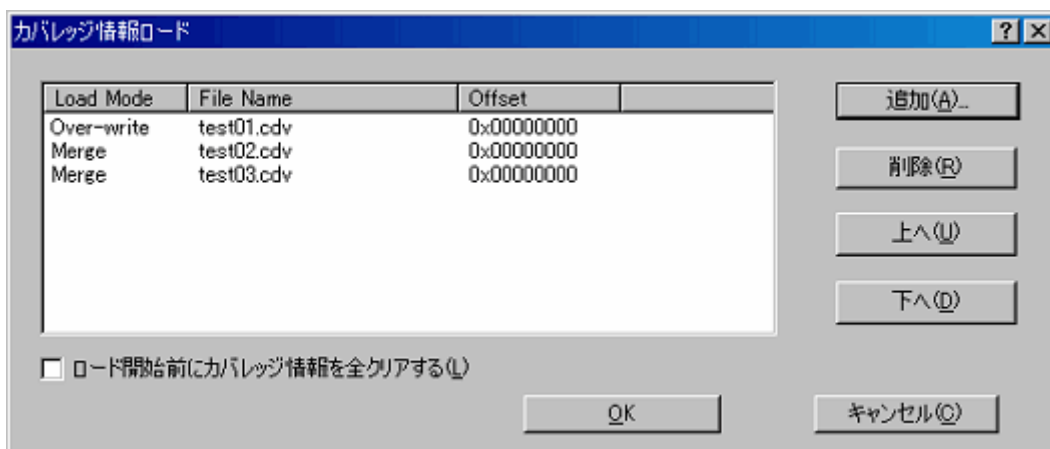 カバレッジ情報ロード
Load Mode File Name Offset
Over-write test01.cdv 0x00000000
Merge test02.cdv 0x00000000
Merge test03.cdv 0x00000000
追加(A)...
削除(R)
上へ(U)
下へ(D)
ロード開始前にカバレッジ情報を全クリアする(L)
OK キャンセル(C)